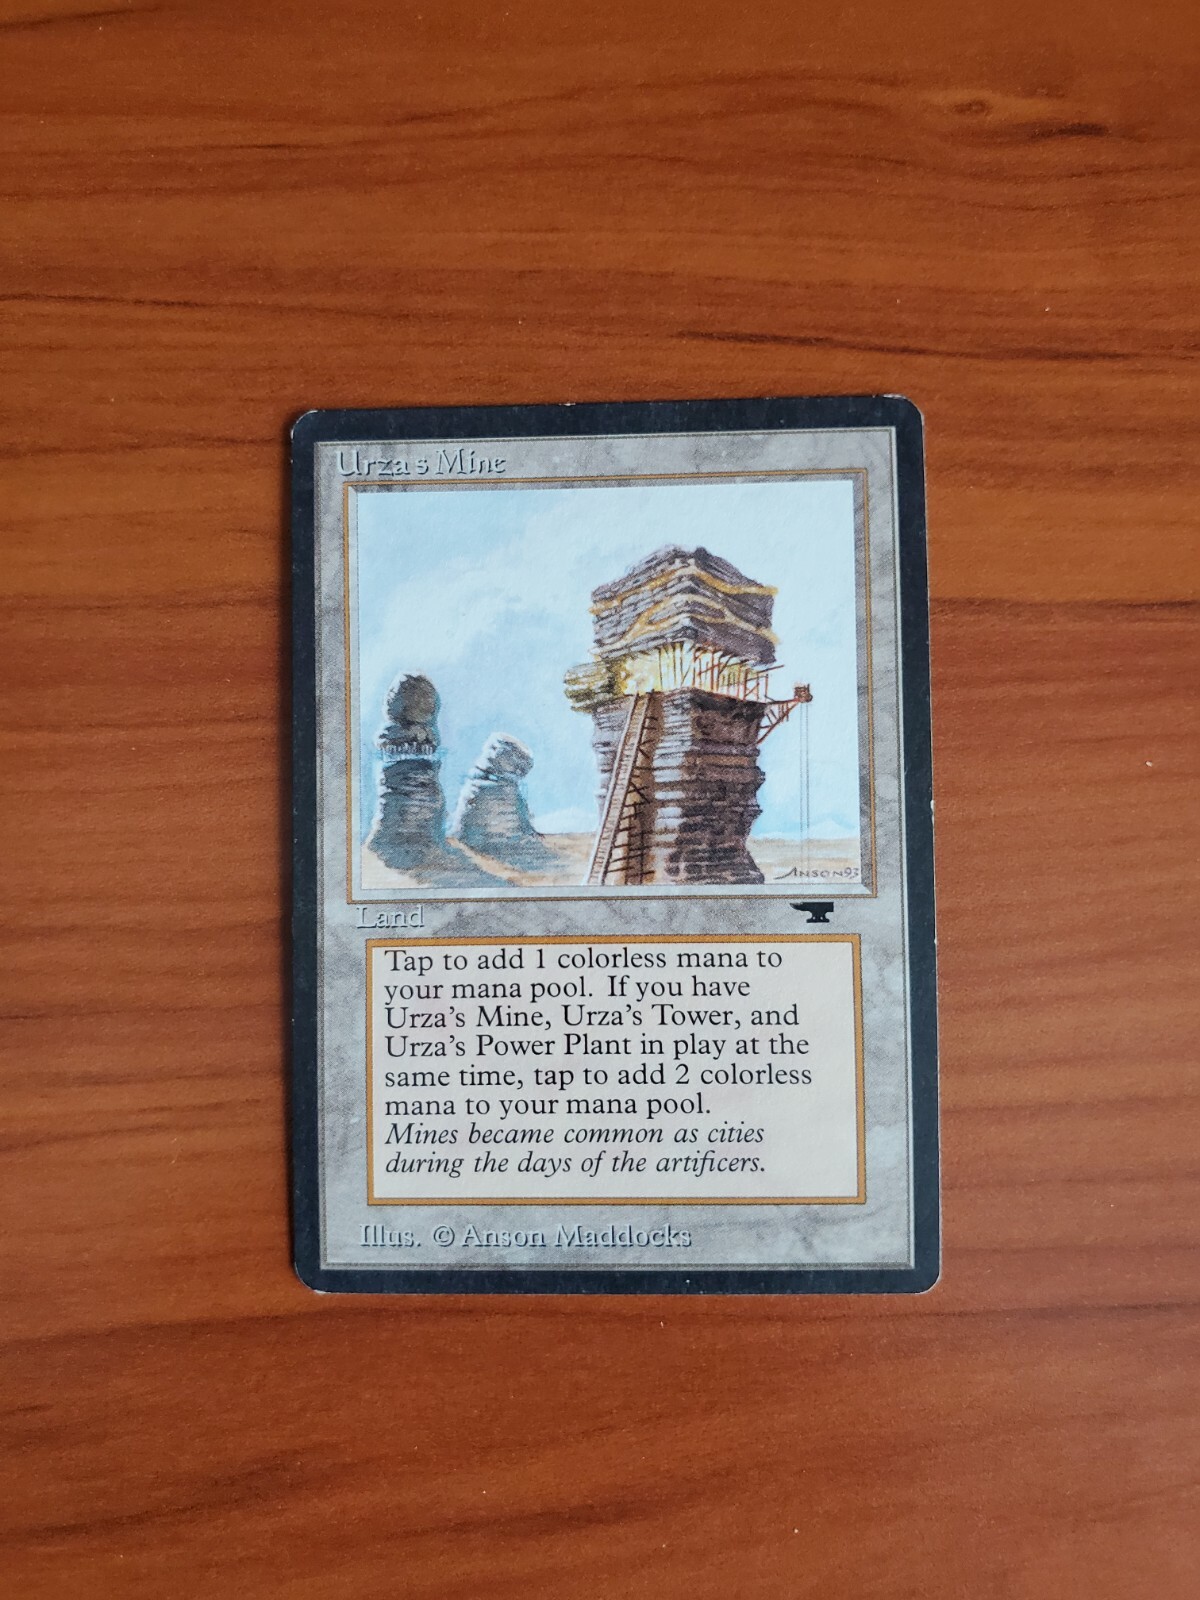 Urza's Mine
ANSON93
Land
Tap to add 1 colorless mana to
your mana pool. If you have
Urza's Mine, Urza's Tower, and
Urza's Power Plant in play at the
same time, tap to add 2 colorless
mana to your mana pool.
Mines became common as cities
during the days of the artificers.
Illus. © Anson Maddocks